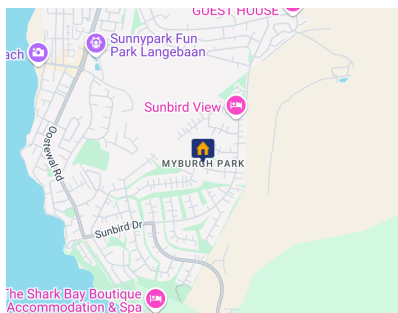 GUEST HOUSE
Sunnypark Fun
Park Langebaan
ach
Sunbird View
Oostewal Rd
MYBURGH PARK
Sunbird Dr
The Shark Bay Boutique
Accommodation & Spa